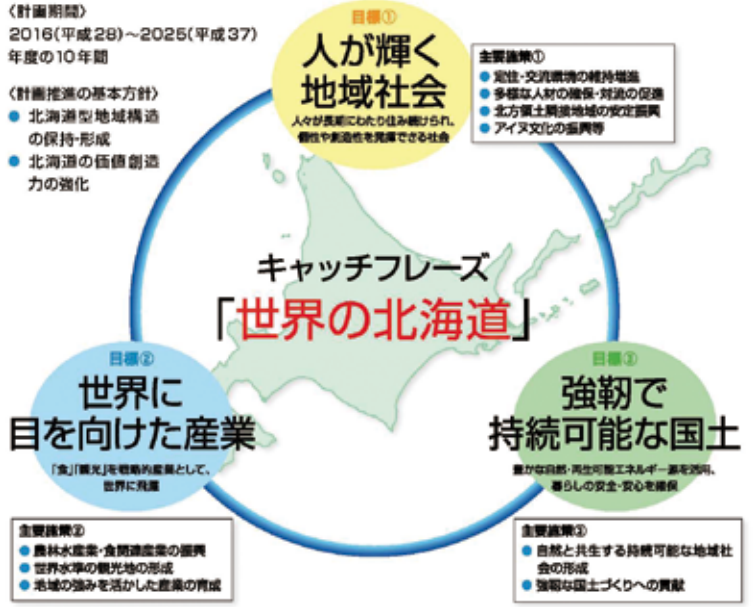 〈計画期間〉
2016(平成28)～2025(平成37)
年度の10年間
〈計画推進の基本方針〉
● 北海道型地域構造
の保持・形成
● 北海道の価値創造
力の強化
目標①
人が輝く
地域社会
人々が長期にわたり住み続けられ、
個性や創造性を発揮できる社会
主要施策①
● 定住・交流環境の維持増進
● 多様な人材の確保・対流の促進
● 北方領土隣接地域の安定振興
● アイヌ文化の振興等
キャッチフレーズ
「世界の北海道」
目標②
世界に
目を向けた産業
「食」「観光」を戦略的産業として、
世界に飛躍
主要施策②
● 農林水産業・食関連産業の振興
● 世界水準の観光地の形成
● 地域の強みを活かした産業の育成
目標③
強靭で
持続可能な国土
豊かな自然・再生可能エネルギー源を活用、
暮らしの安全・安心を確保
主要施策③
● 自然と共生する持続可能な地域社
会の形成
● 強靭な国土づくりへの貢献